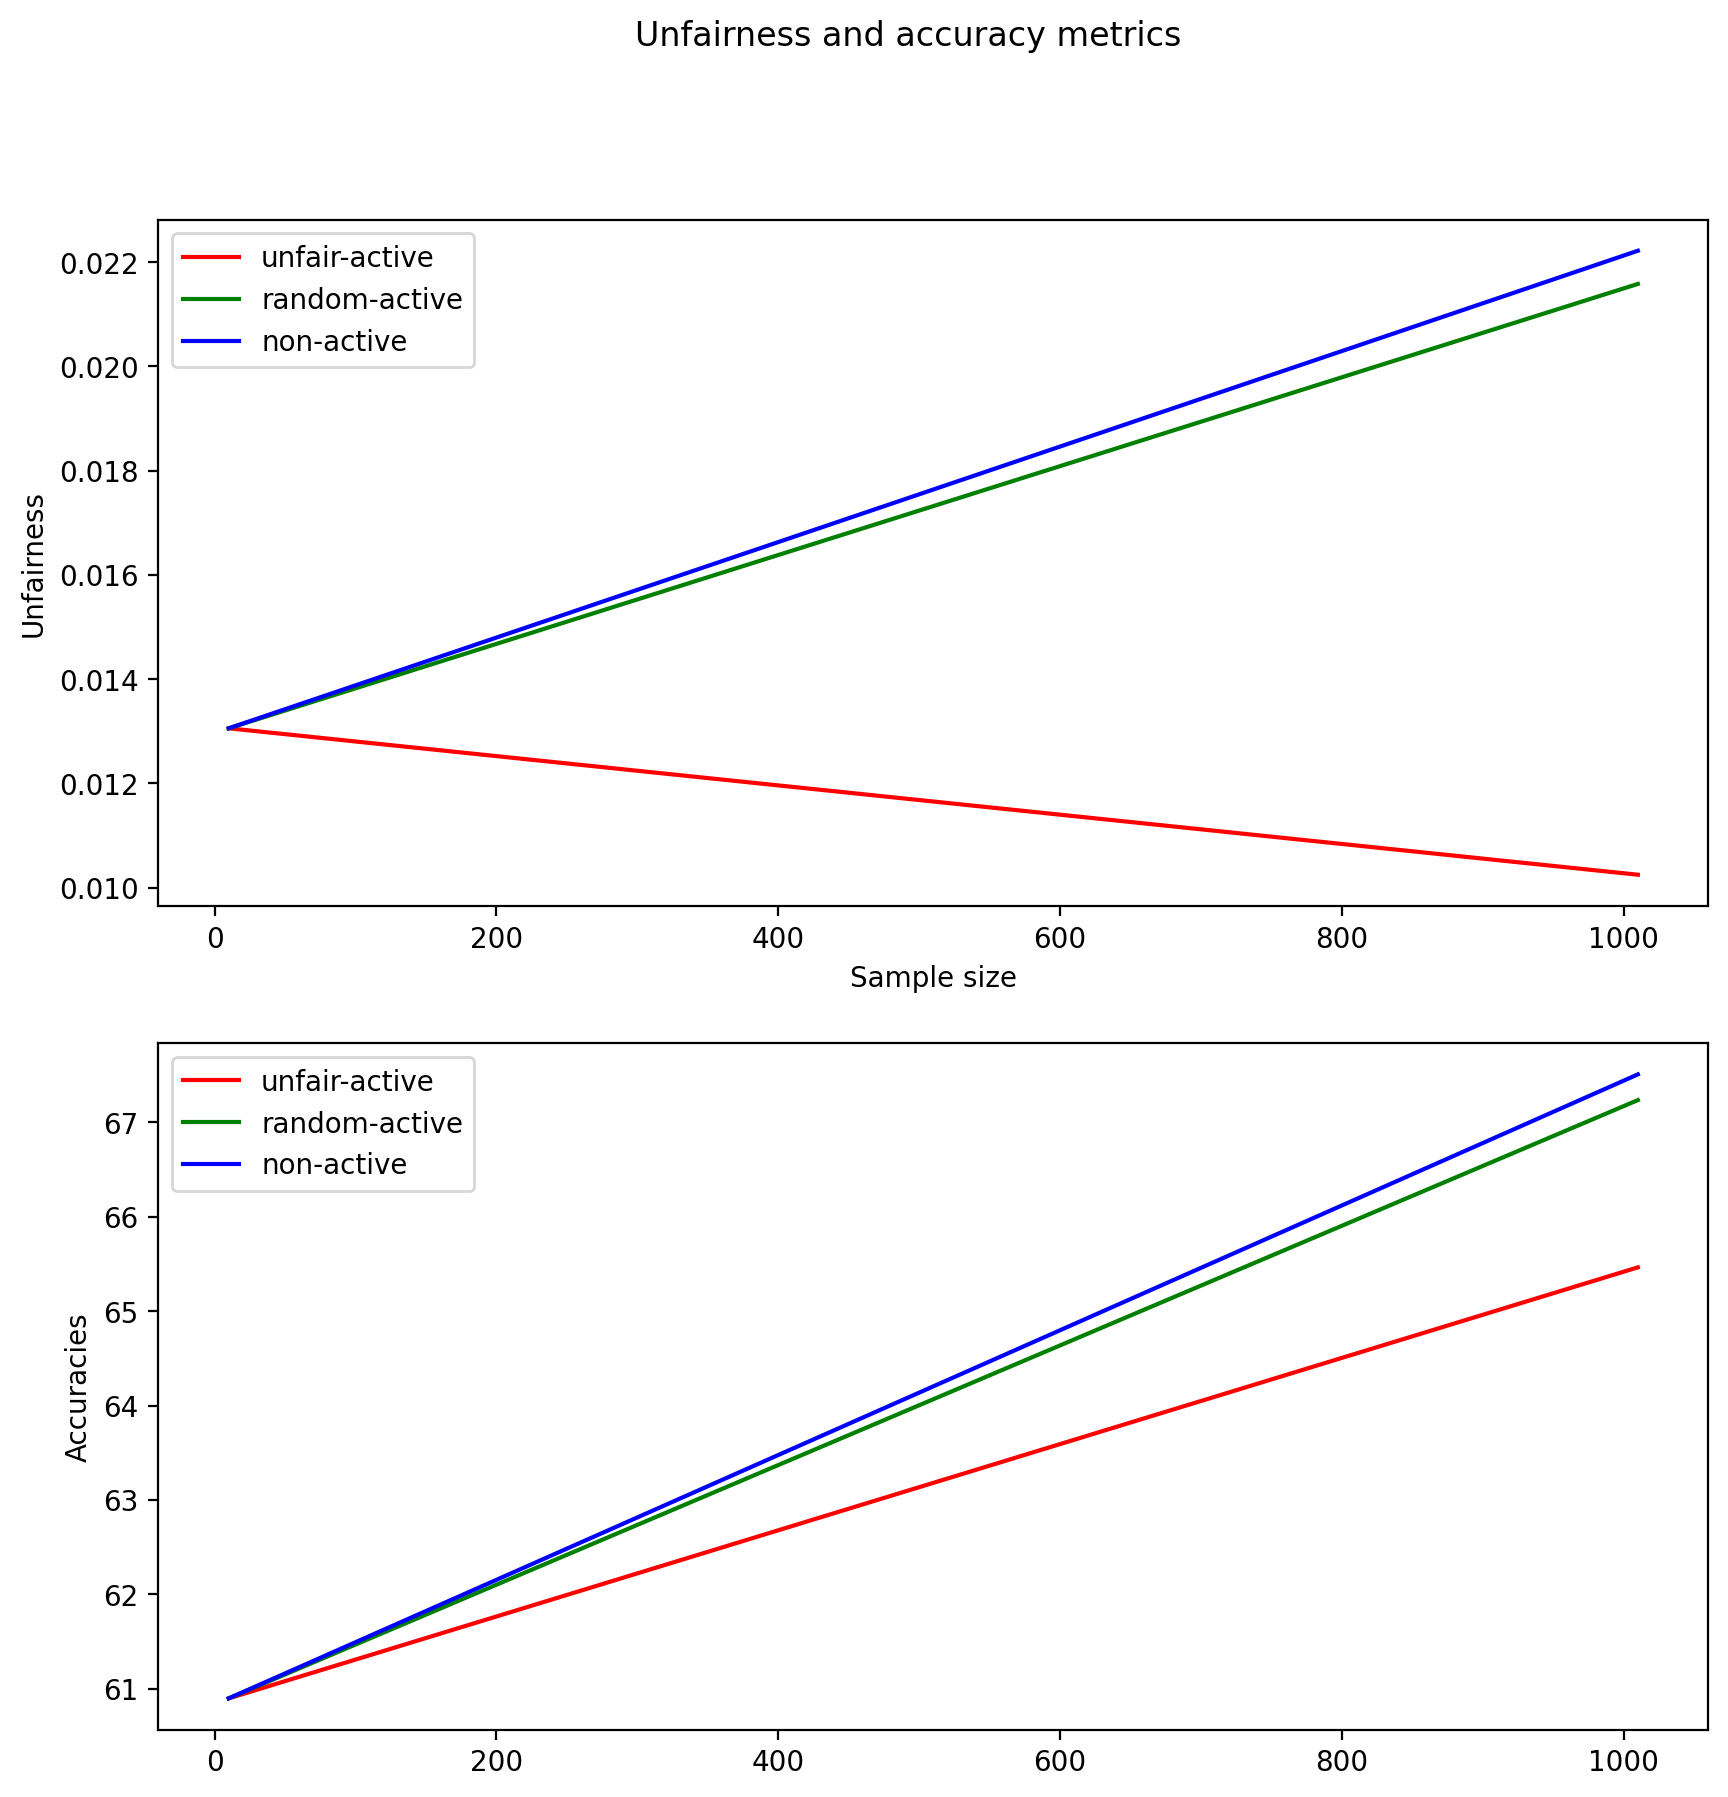 Unfairness and accuracy metrics
unfair-active
random-active
non-active
0.022
0.020
0.018
0.016
0.014
0.012
0.010
Unfairness
0 200 400 600 800 1000
Sample size
unfair-active
random-active
non-active
67
66
65
64
63
62
61
Accuracies
0 200 400 600 800 1000